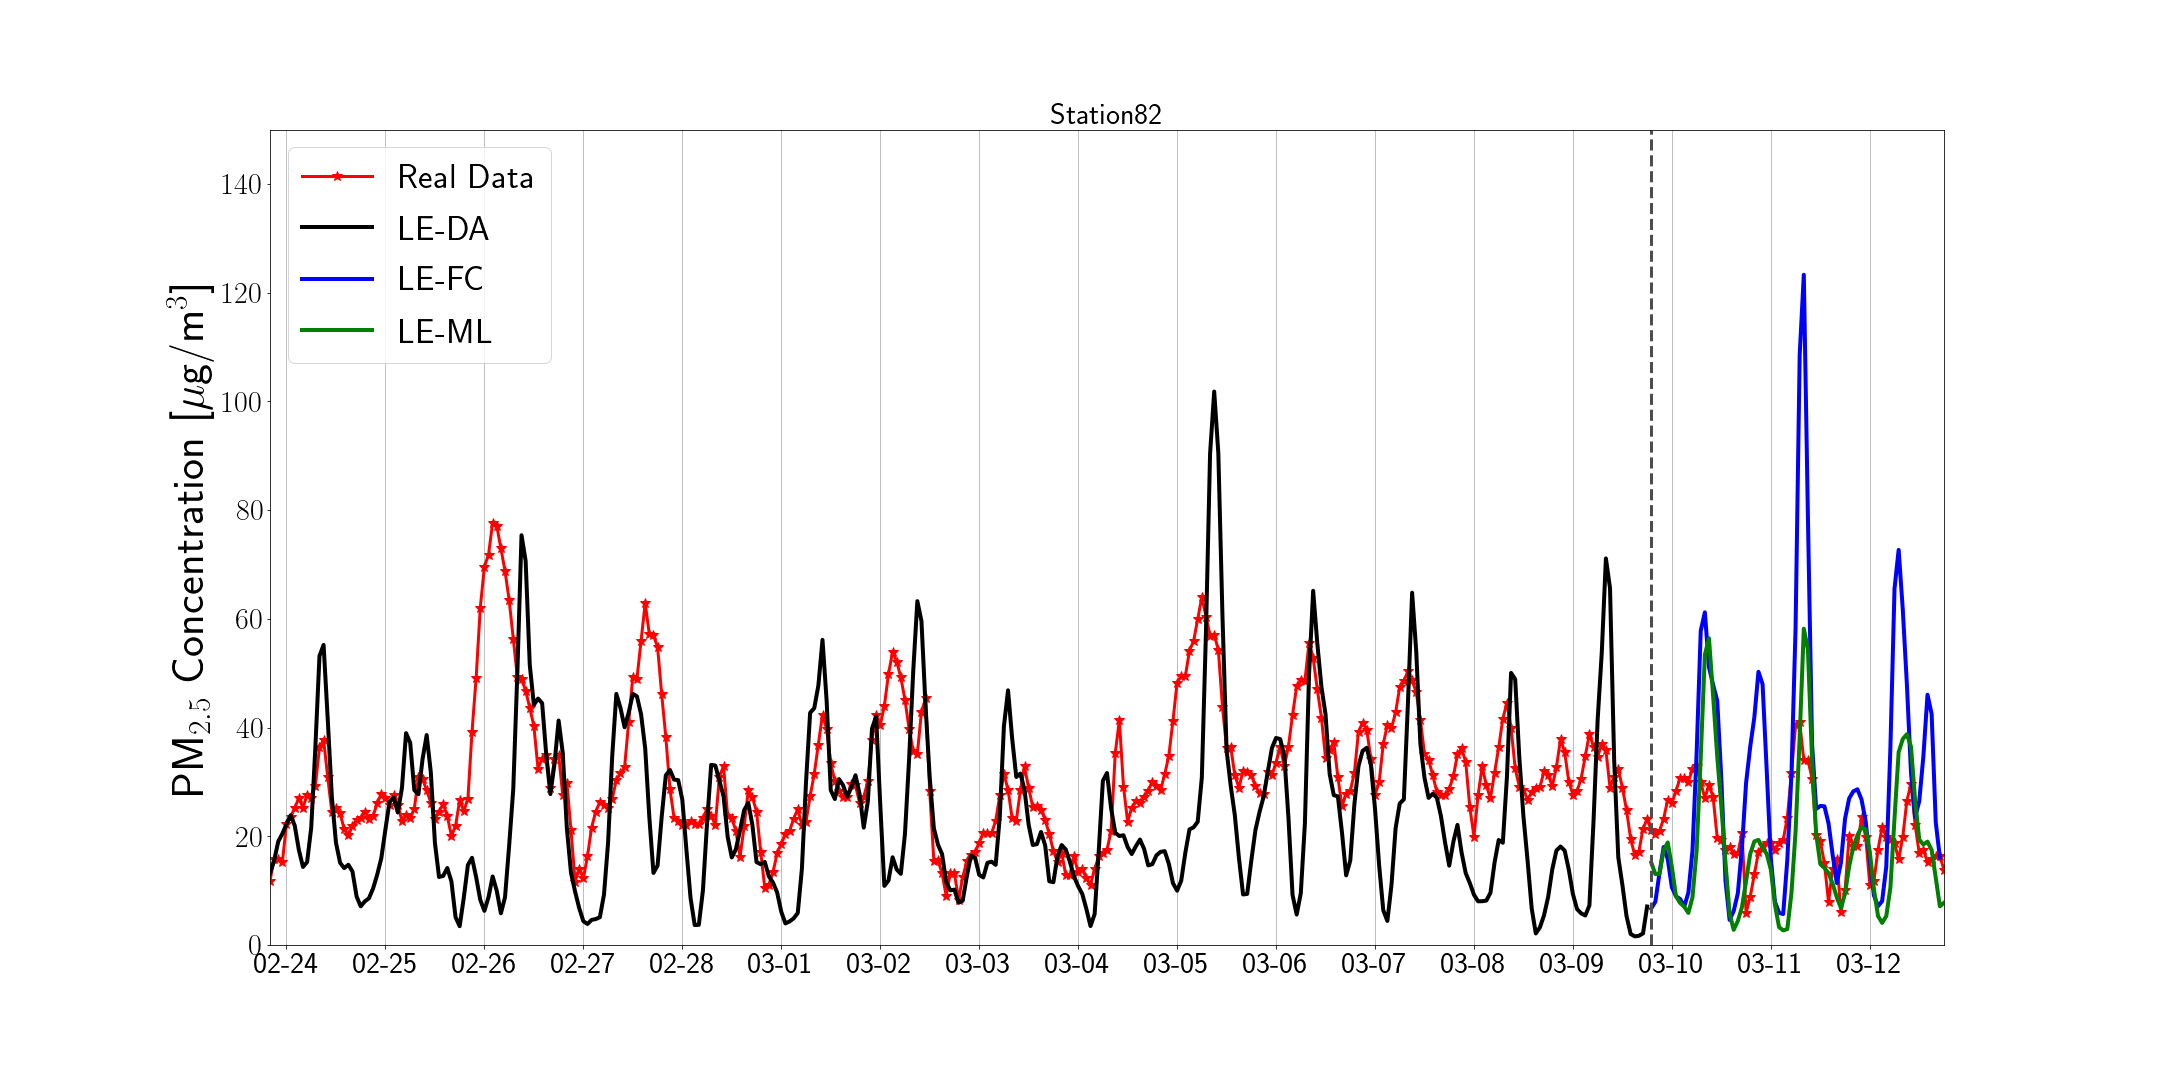 Station82
Real Data
LE-DA
LE-FC
LE-ML
PM2.5 Concentration [μg/m³]
140
120
100
80
60
40
20
0
02-24 02-25 02-26 02-27 02-28 03-01 03-02 03-03 03-04 03-05 03-06 03-07 03-08 03-09 03-10 03-11 03-12